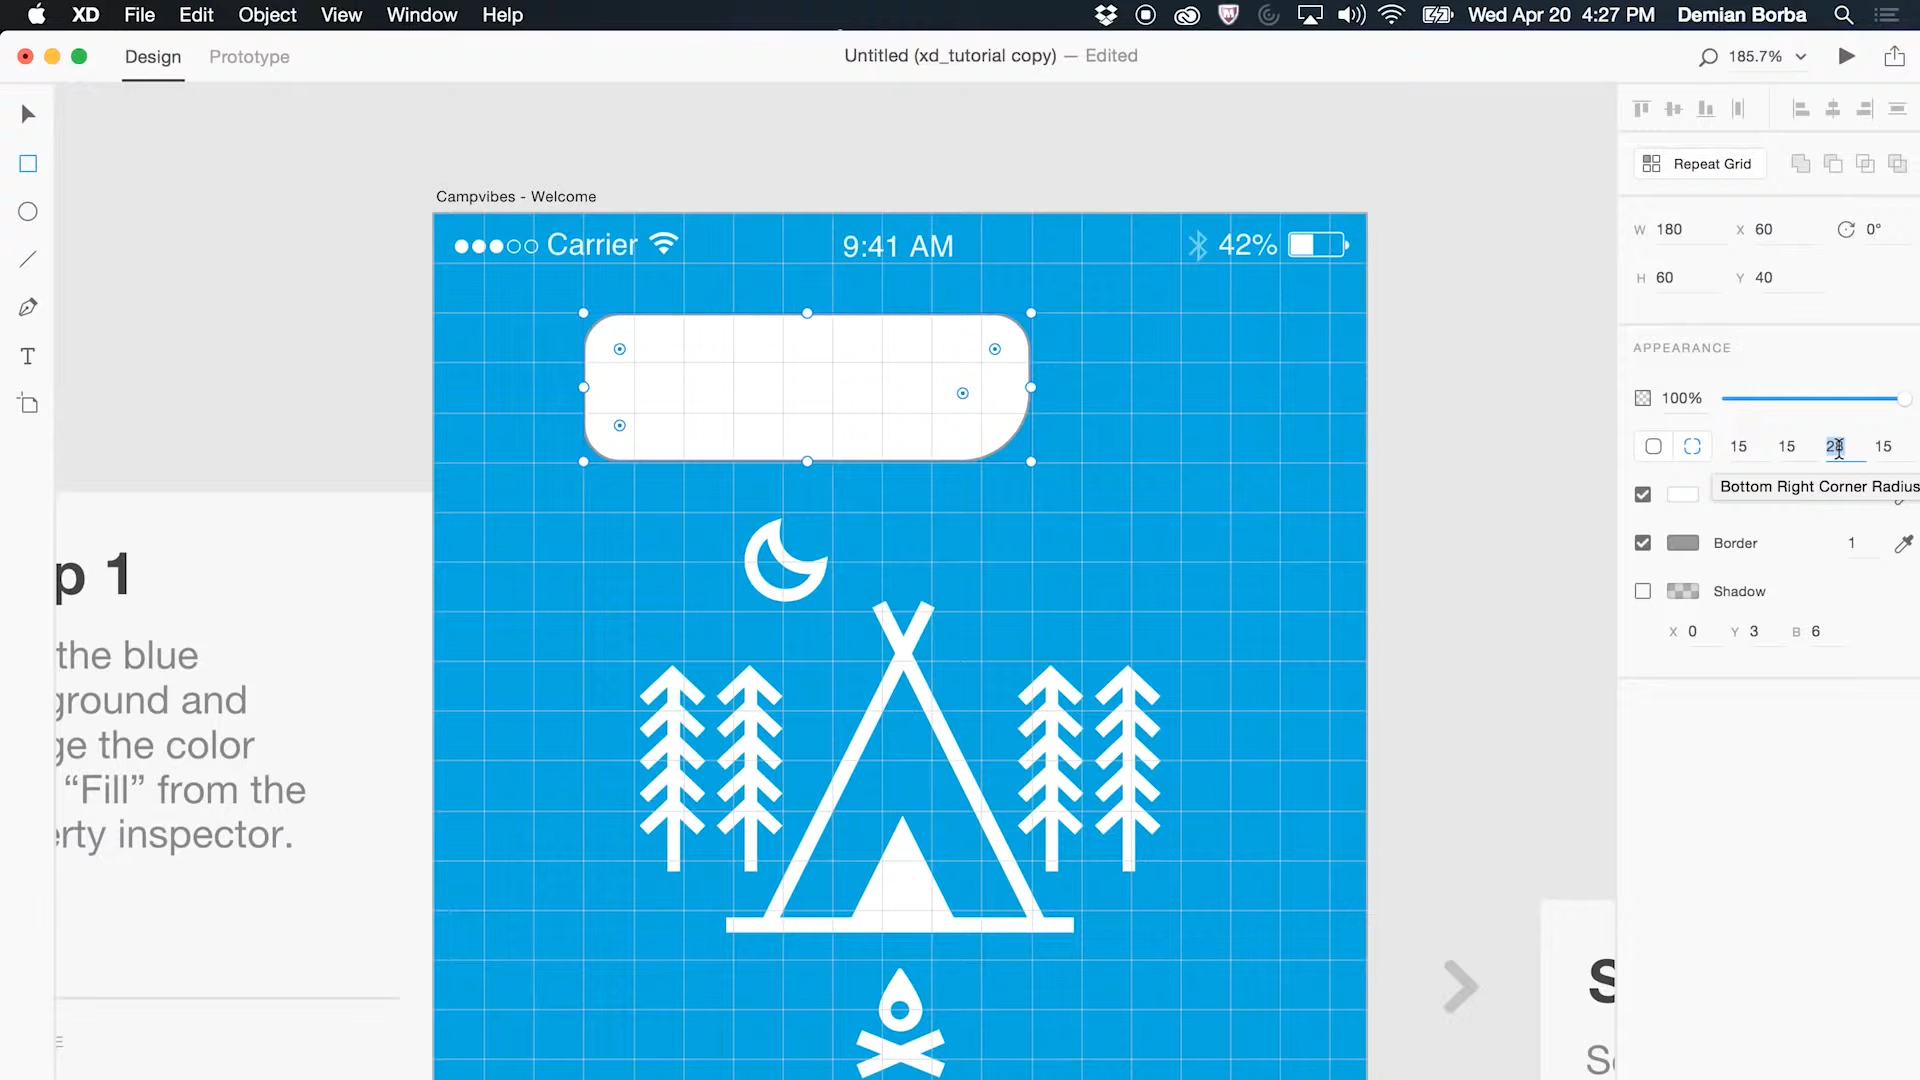 XD File Edit Object View Window Help
Wed Apr 20 4:27 PM Demian Borba
Design Prototype
Untitled (xd_tutorial copy) — Edited
185.7%
Repeat Grid
Campvibes - Welcome
Carrier 9:41 AM 42%
W 180 X 60 0°
H 60 Y 40
APPEARANCE
100%
15 15 15
Bottom Right Corner Radius
Border 1
Shadow
X 0 Y 3 B 6
p 1
the blue
ground and
ge the color
“Fill” from the
erty inspector.
S
So